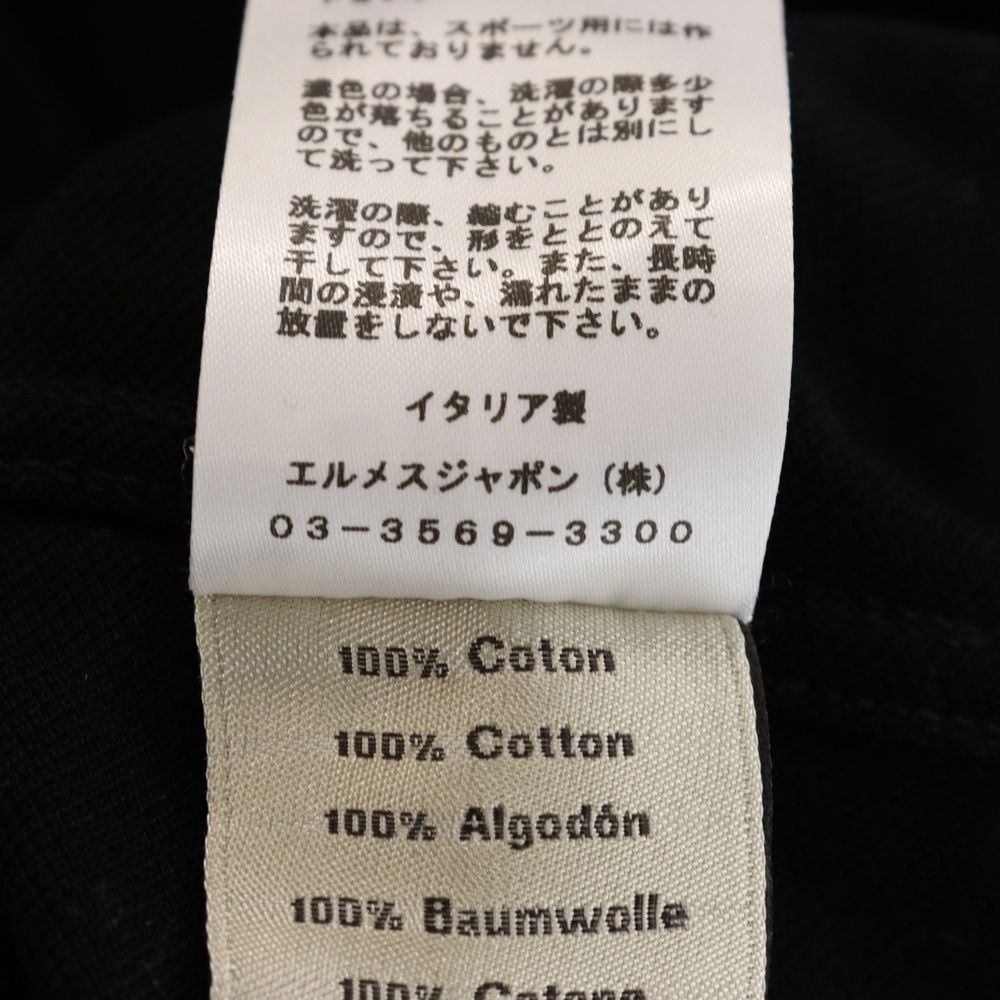 本品は、スポーツ用には作
られておりません。
濃色の場合、洗濯の際多少
色が落ちることがあります
ので、他のものとは別にし
て洗って下さい。
洗濯の際、縮むことがあり
ますので、形をととのえて
干して下さい。また、長時
間の浸漬や、濡れたままの
放置をしないで下さい。
イタリア製
エルメスジャポン（株）
03－3569－3300
100% Coton
100% Cotton
100% Algodón
100% Baumwolle
100% Cotone